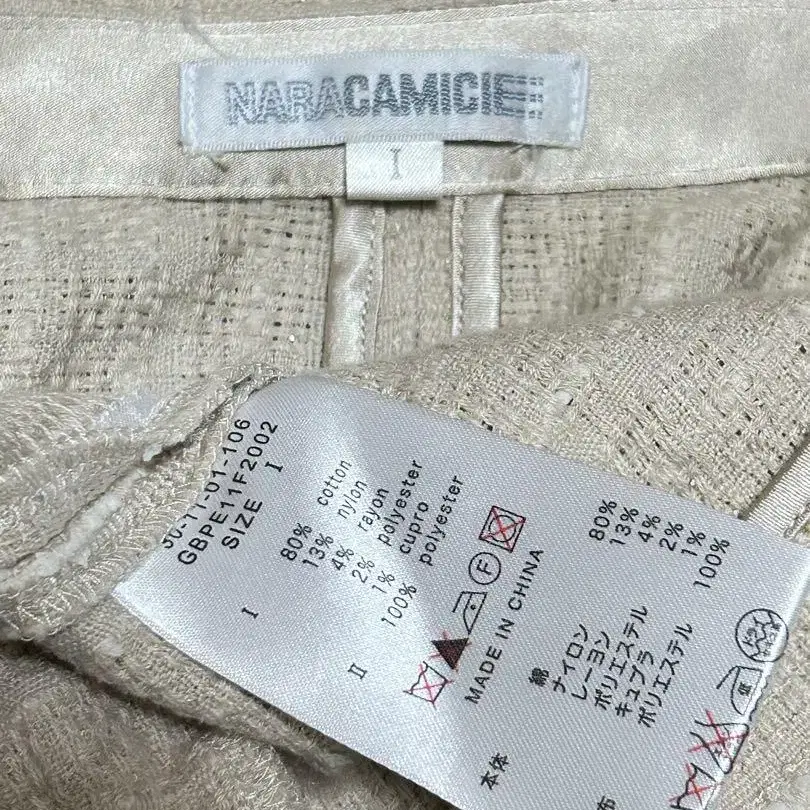 NARACAMICIE
I
30-11-01-106
GBPE11F2002
SIZE I
I
80% cotton
13% nylon
4% rayon
2% polyester
1% cupro
II
100% polyester
F
MADE IN CHINA
本体
綿 80%
ナイロン 13%
レーヨン 4%
ポリエステル 2%
キュプラ 1%
ポリエステル 100%